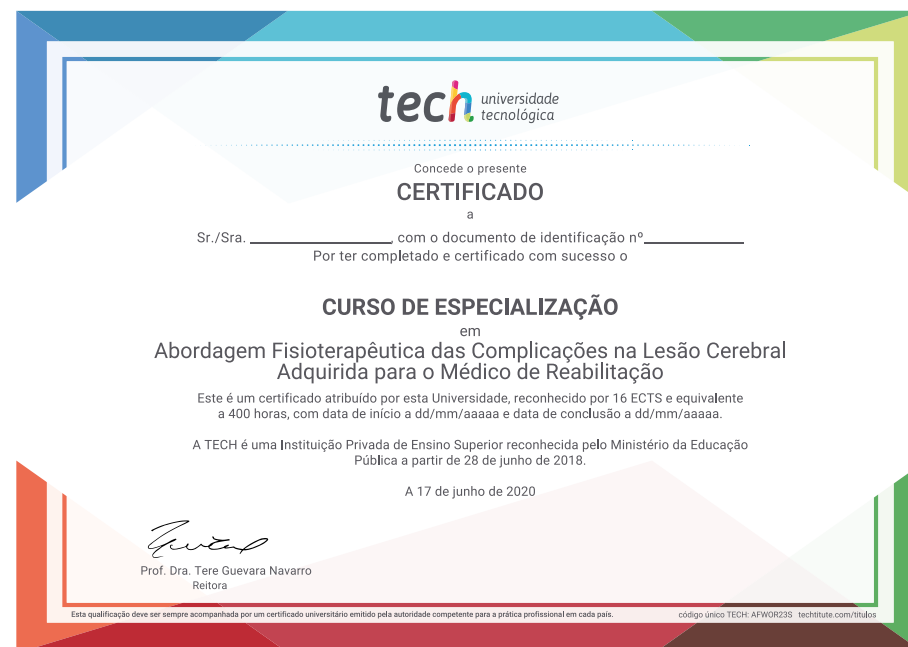 tech universidade
tecnológica
Concede o presente
CERTIFICADO
a
Sr./Sra. ____________________, com o documento de identificação nº______________
Por ter completado e certificado com sucesso o
CURSO DE ESPECIALIZAÇÃO
em
Abordagem Fisioterapêutica das Complicações na Lesão Cerebral
Adquirida para o Médico de Reabilitação
Este é um certificado atribuído por esta Universidade, reconhecido por 16 ECTS e equivalente
a 400 horas, com data de início a dd/mm/aaaaa e data de conclusão a dd/mm/aaaaa.
A TECH é uma Instituição Privada de Ensino Superior reconhecida pelo Ministério da Educação
Pública a partir de 28 de junho de 2018.
A 17 de junho de 2020
Prof. Dra. Tere Guevara Navarro
Reitora
Esta qualificação deve ser sempre acompanhada por um certificado universitário emitido pela autoridade competente para a prática profissional em cada país. código único TECH: AFWOR23S techtitute.com/titulos